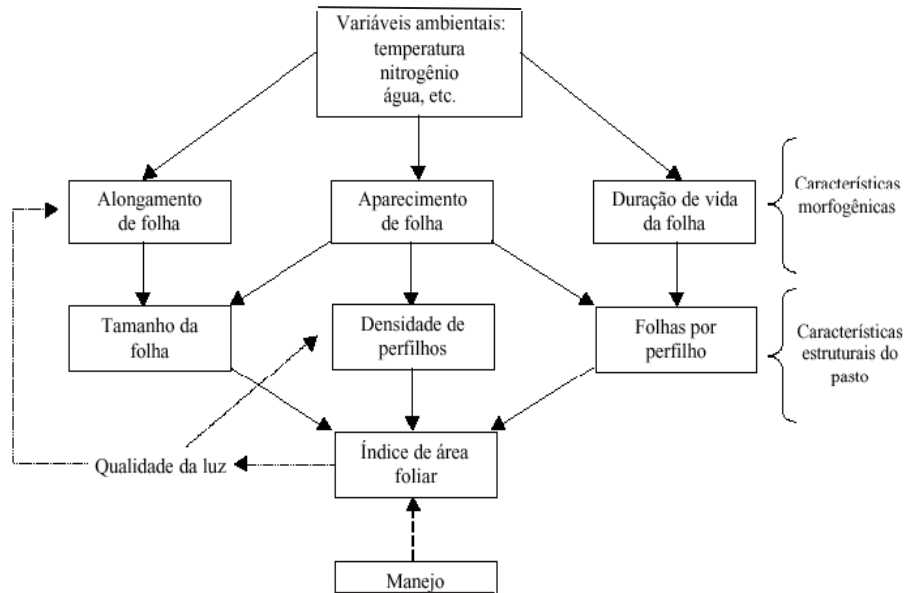 Variáveis ambientais:
temperatura
nitrogênio
água, etc.
Alongamento
de folha
Aparecimento
de folha
Duração de vida
da folha
Características
morfogênicas
Tamanho da
folha
Densidade de
perfilhos
Folhas por
perfilho
Características
estruturais do
pasto
Qualidade da luz
Índice de área
foliar
Manejo